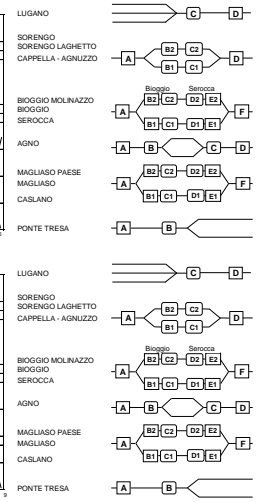 LUGANO C D
SORENGO
SORENGO LAGHETTO B2 C2
CAPPELLA - AGNUZZO A D
B1 C1
Bioggio Serocca
BIOGGIO MOLINAZZO B2 C2 D2 E2
BIOGGIO A F
SEROCCA B1 C1 D1 E1
AGNO A B C D
MAGLIASO PAESE B2 C2 D2 E2
MAGLIASO A F
CASLANO B1 C1 D1 E1
PONTE TRESA A B
LUGANO C D
SORENGO
SORENGO LAGHETTO B2 C2
CAPPELLA - AGNUZZO A D
B1 C1
Bioggio Serocca
BIOGGIO MOLINAZZO B2 C2 D2 E2
BIOGGIO A F
SEROCCA B1 C1 D1 E1
AGNO A B C D
MAGLIASO PAESE B2 C2 D2 E2
MAGLIASO A F
CASLANO B1 C1 D1 E1
PONTE TRESA A B
9